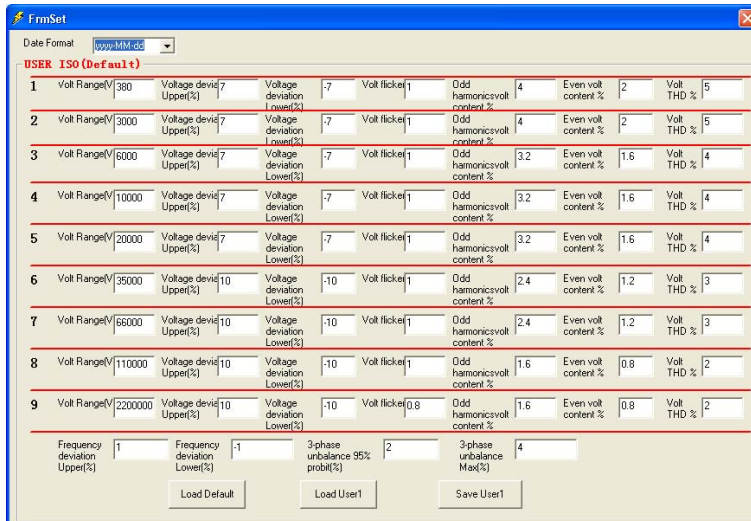 FrmSet
Date Format yyyy-MM-dd
USER ISO(Default)
1 Volt Range(V 380 Voltage devia Upper(%) 7 Voltage deviation Lower(%) -7 Volt flicker 1 Odd harmonicsvolt content % 4 Even volt content % 2 Volt THD % 5
2 Volt Range(V 3000 Voltage devia Upper(%) 7 Voltage deviation Lower(%) -7 Volt flicker 1 Odd harmonicsvolt content % 4 Even volt content % 2 Volt THD % 5
3 Volt Range(V 6000 Voltage devia Upper(%) 7 Voltage deviation Lower(%) -7 Volt flicker 1 Odd harmonicsvolt content % 3.2 Even volt content % 1.6 Volt THD % 4
4 Volt Range(V 10000 Voltage devia Upper(%) 7 Voltage deviation Lower(%) -7 Volt flicker 1 Odd harmonicsvolt content % 3.2 Even volt content % 1.6 Volt THD % 4
5 Volt Range(V 20000 Voltage devia Upper(%) 7 Voltage deviation Lower(%) -7 Volt flicker 1 Odd harmonicsvolt content % 3.2 Even volt content % 1.6 Volt THD % 4
6 Volt Range(V 35000 Voltage devia Upper(%) 10 Voltage deviation Lower(%) -10 Volt flicker 1 Odd harmonicsvolt content % 2.4 Even volt content % 1.2 Volt THD % 3
7 Volt Range(V 66000 Voltage devia Upper(%) 10 Voltage deviation Lower(%) -10 Volt flicker 1 Odd harmonicsvolt content % 2.4 Even volt content % 1.2 Volt THD % 3
8 Volt Range(V 110000 Voltage devia Upper(%) 10 Voltage deviation Lower(%) -10 Volt flicker 1 Odd harmonicsvolt content % 1.6 Even volt content % 0.8 Volt THD % 2
9 Volt Range(V 2200000 Voltage devia Upper(%) 10 Voltage deviation Lower(%) -10 Volt flicker 0.8 Odd harmonicsvolt content % 1.6 Even volt content % 0.8 Volt THD % 2
Frequency deviation Upper(%) 1 Frequency deviation Lower(%) -1 3-phase unbalance 95% probit(%) 2 3-phase unbalance Max(%) 4
Load Default Load User1 Save User1